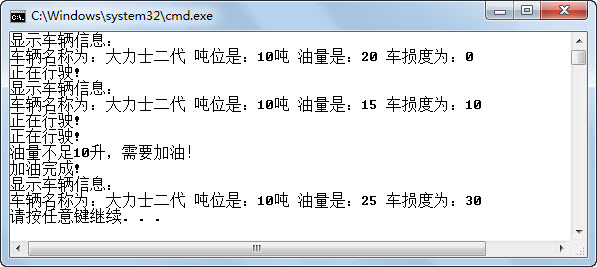 C:\Windows\system32\cmd.exe
显示车辆信息：
车辆名称为：大力士二代 吨位是：10吨 油量是：20 车损度为：0
正在行驶！
显示车辆信息：
车辆名称为：大力士二代 吨位是：10吨 油量是：15 车损度为：10
正在行驶！
正在行驶！
油量不足10升，需要加油！
加油完成！
显示车辆信息：
车辆名称为：大力士二代 吨位是：10吨 油量是：25 车损度为：30
请按任意键继续. . .